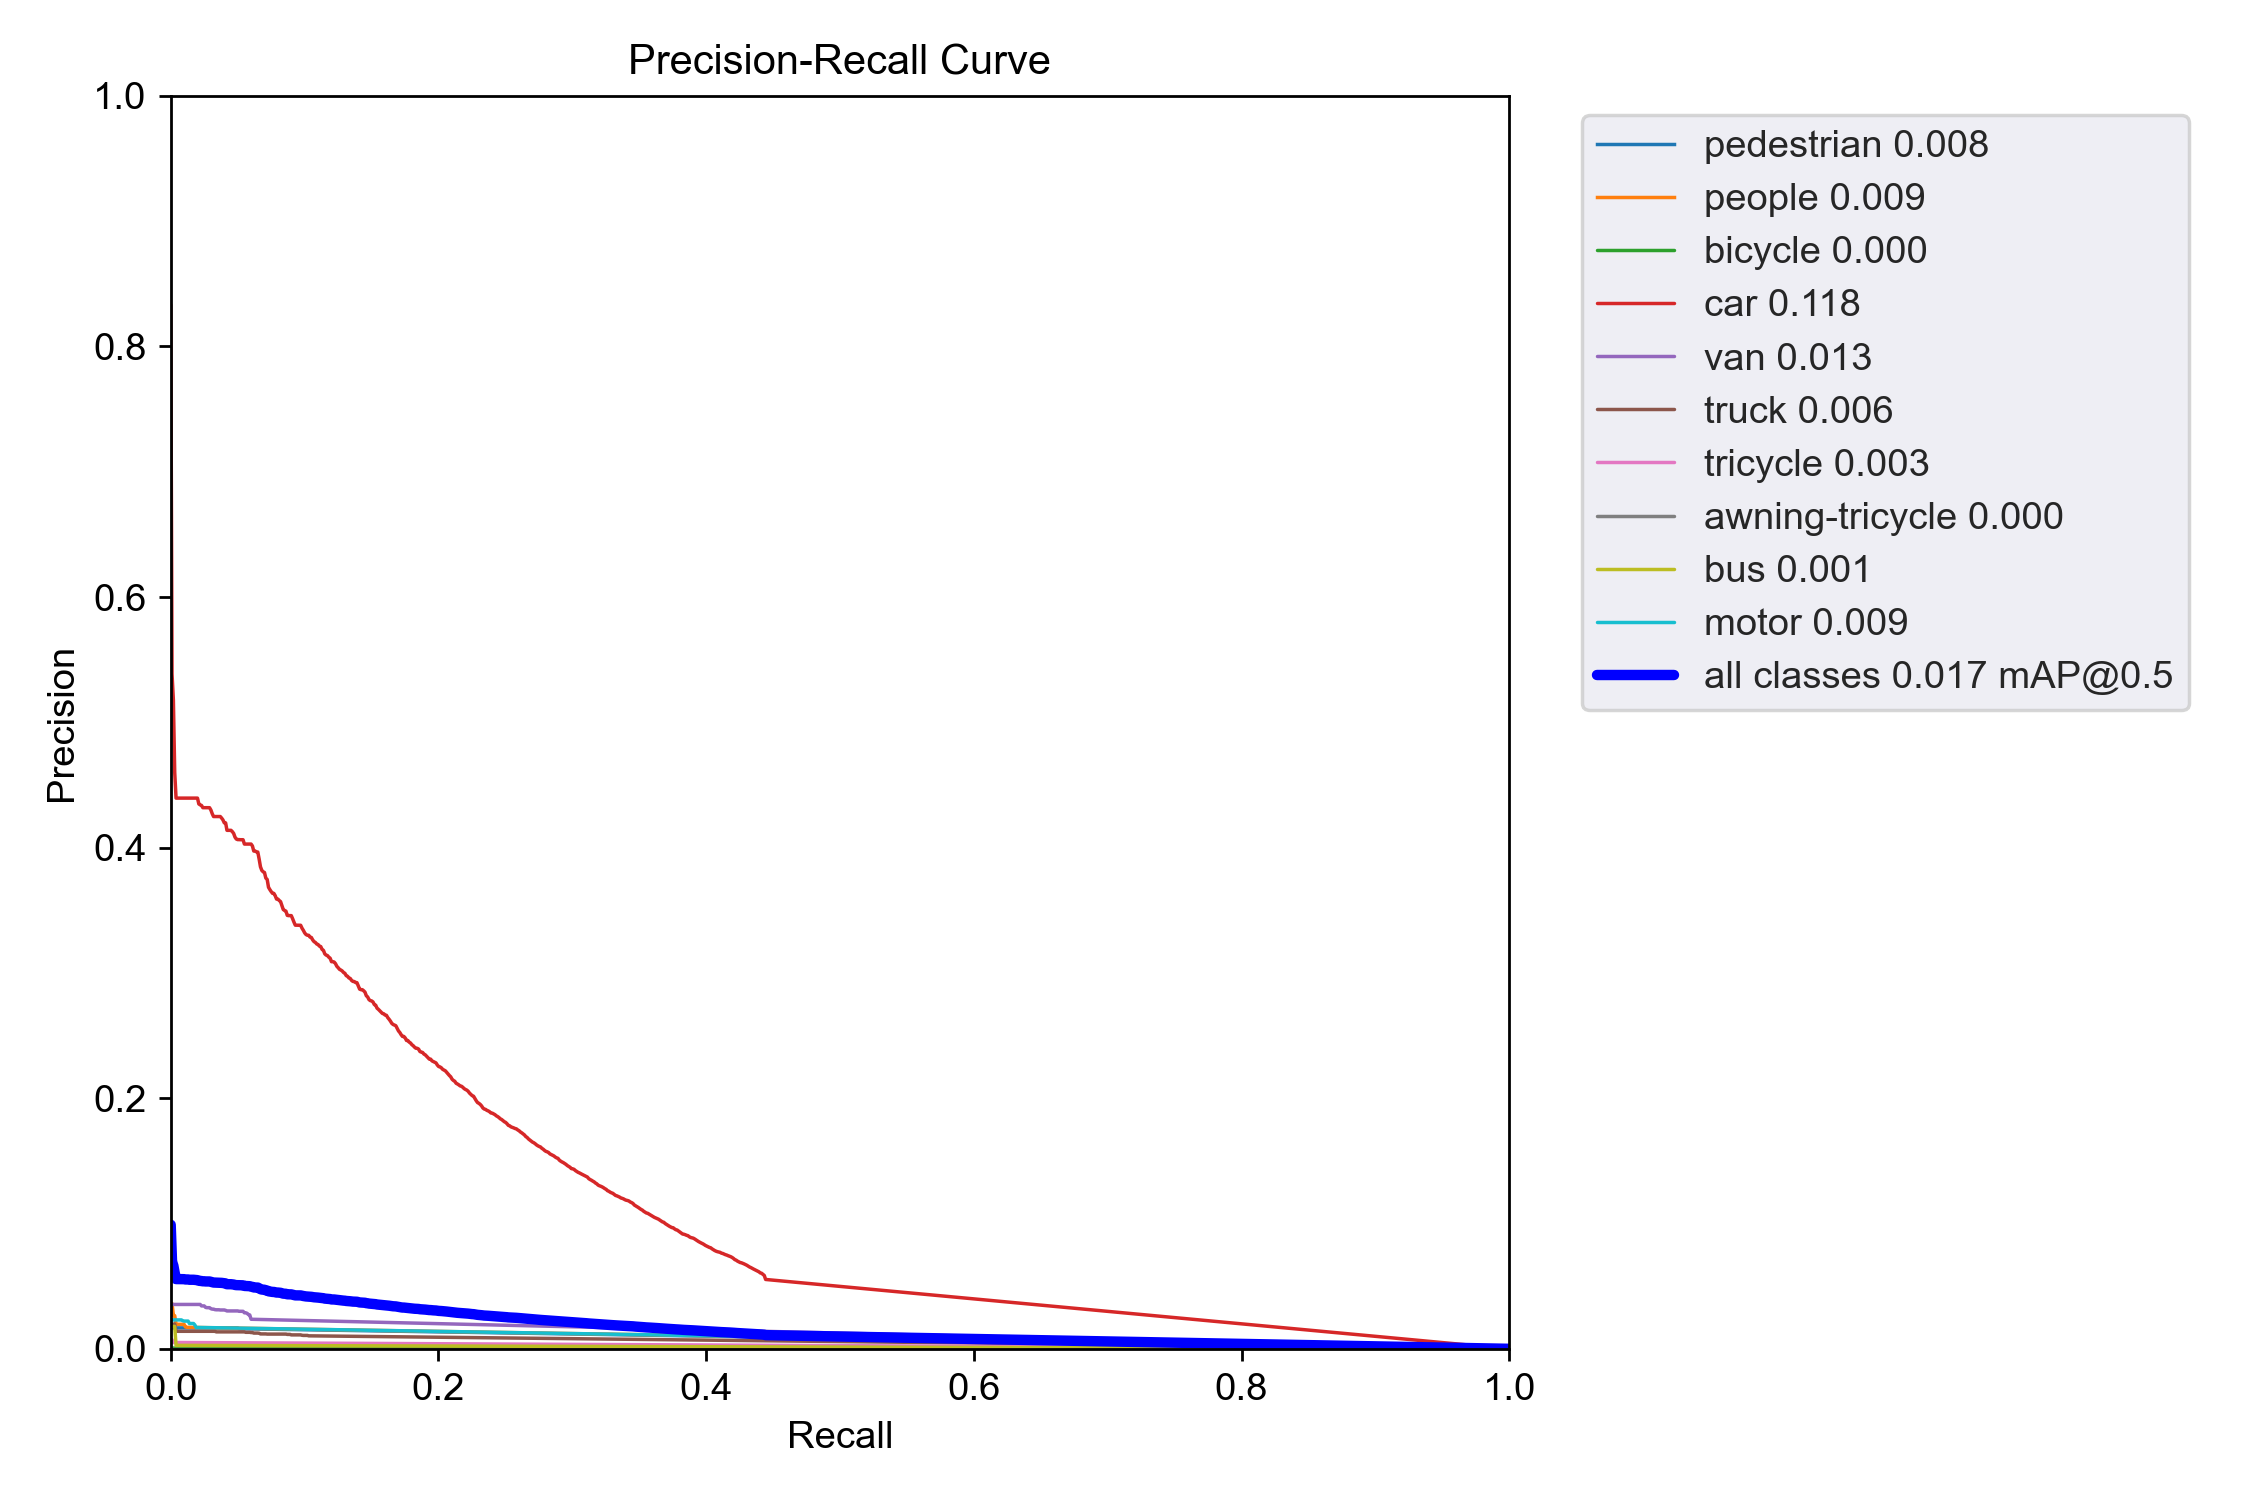 Precision-Recall Curve
1.0
0.8
0.6
0.4
0.2
0.0
Precision
0.0 0.2 0.4 0.6 0.8 1.0
Recall
pedestrian 0.008
people 0.009
bicycle 0.000
car 0.118
van 0.013
truck 0.006
tricycle 0.003
awning-tricycle 0.000
bus 0.001
motor 0.009
all classes 0.017 mAP@0.5